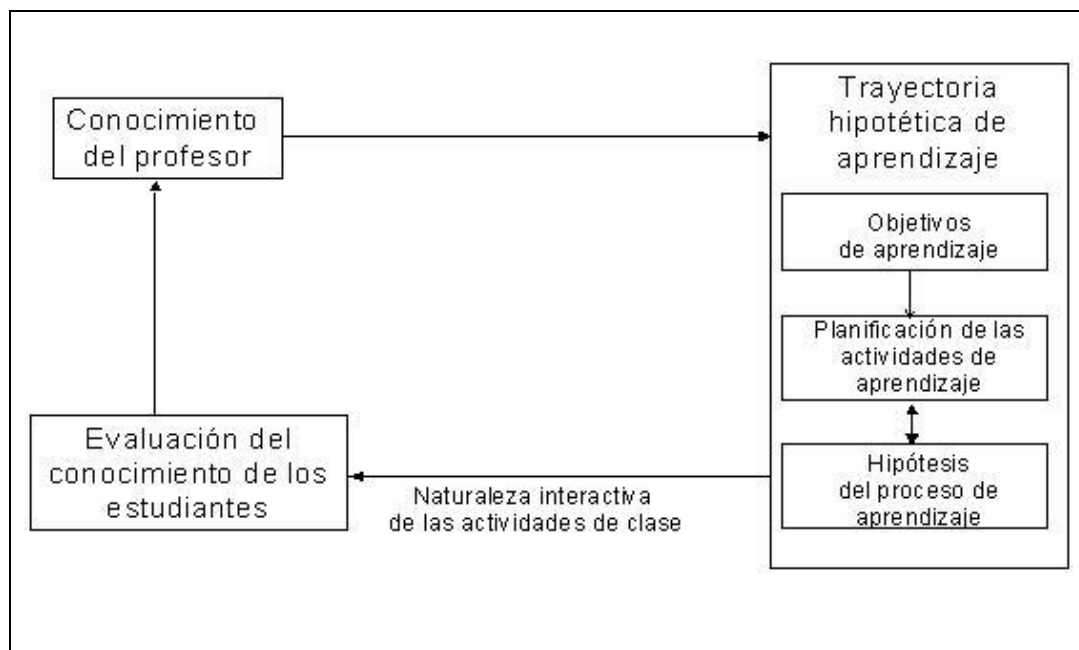 Conocimiento
del profesor
Trayectoria
hipotética de
aprendizaje
Objetivos
de aprendizaje
Planificación de las
actividades de
aprendizaje
Hipótesis
del proceso de
aprendizaje
Naturaleza interactiva
de las actividades de clase
Evaluación del
conocimiento de los
estudiantes